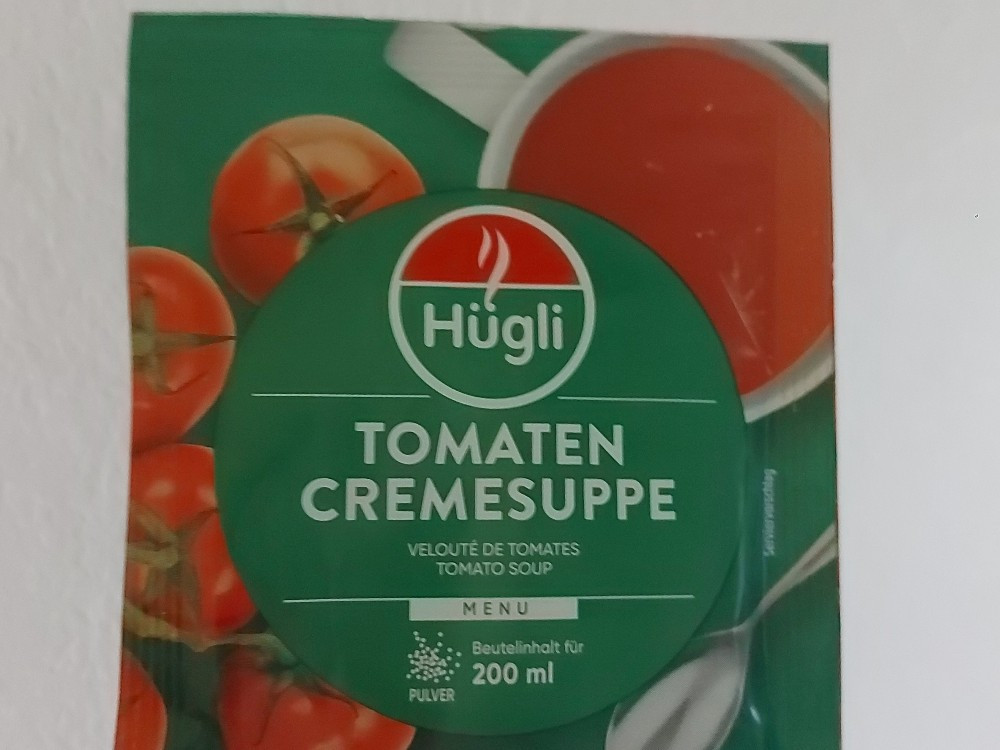 Hügli
TOMATEN
CREMESUPPE
VELOUTÉ DE TOMATES
TOMATO SOUP
MENU
PULVER
Beutelinhalt für
200 ml
Serviervorschlag